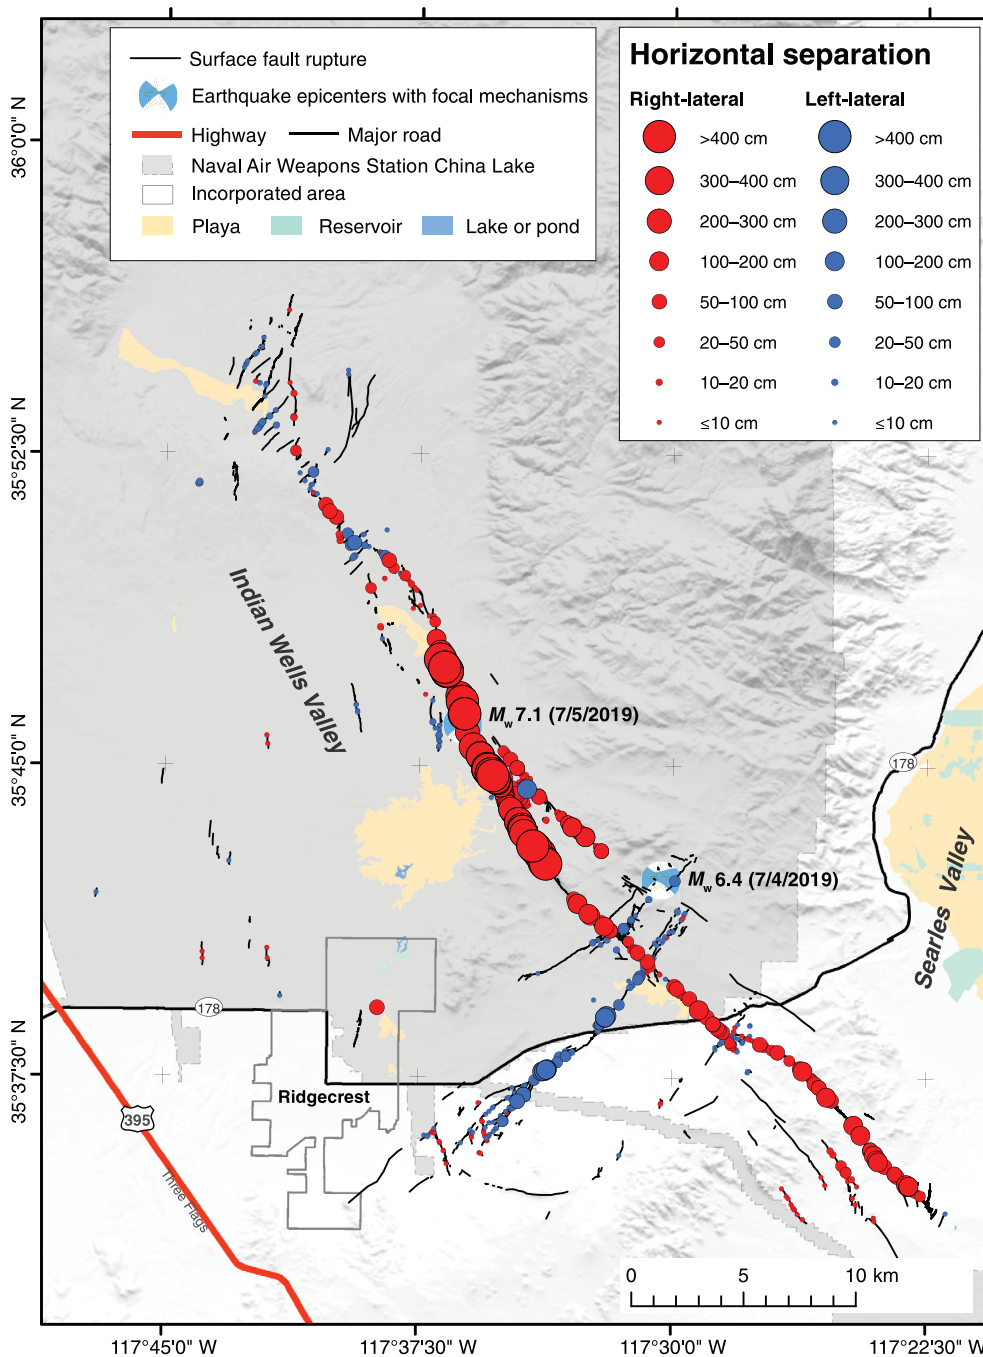 Surface fault rupture
Earthquake epicenters with focal mechanisms
Highway Major road
Naval Air Weapons Station China Lake
Incorporated area
Playa Reservoir Lake or pond
Horizontal separation
Right-lateral Left-lateral
>400 cm >400 cm
300–400 cm 300–400 cm
200–300 cm 200–300 cm
100–200 cm 100–200 cm
50–100 cm 50–100 cm
20–50 cm 20–50 cm
10–20 cm 10–20 cm
≤10 cm ≤10 cm
36°0'0" N
35°52'30" N
35°45'0" N
35°37'30" N
Indian Wells Valley
Mw 7.1 (7/5/2019)
178
Mw 6.4 (7/4/2019)
Searles Valley
178
Ridgecrest
395
Three Flags
0 5 10 km
117°45'0" W 117°37'30" W 117°30'0" W 117°22'30" W